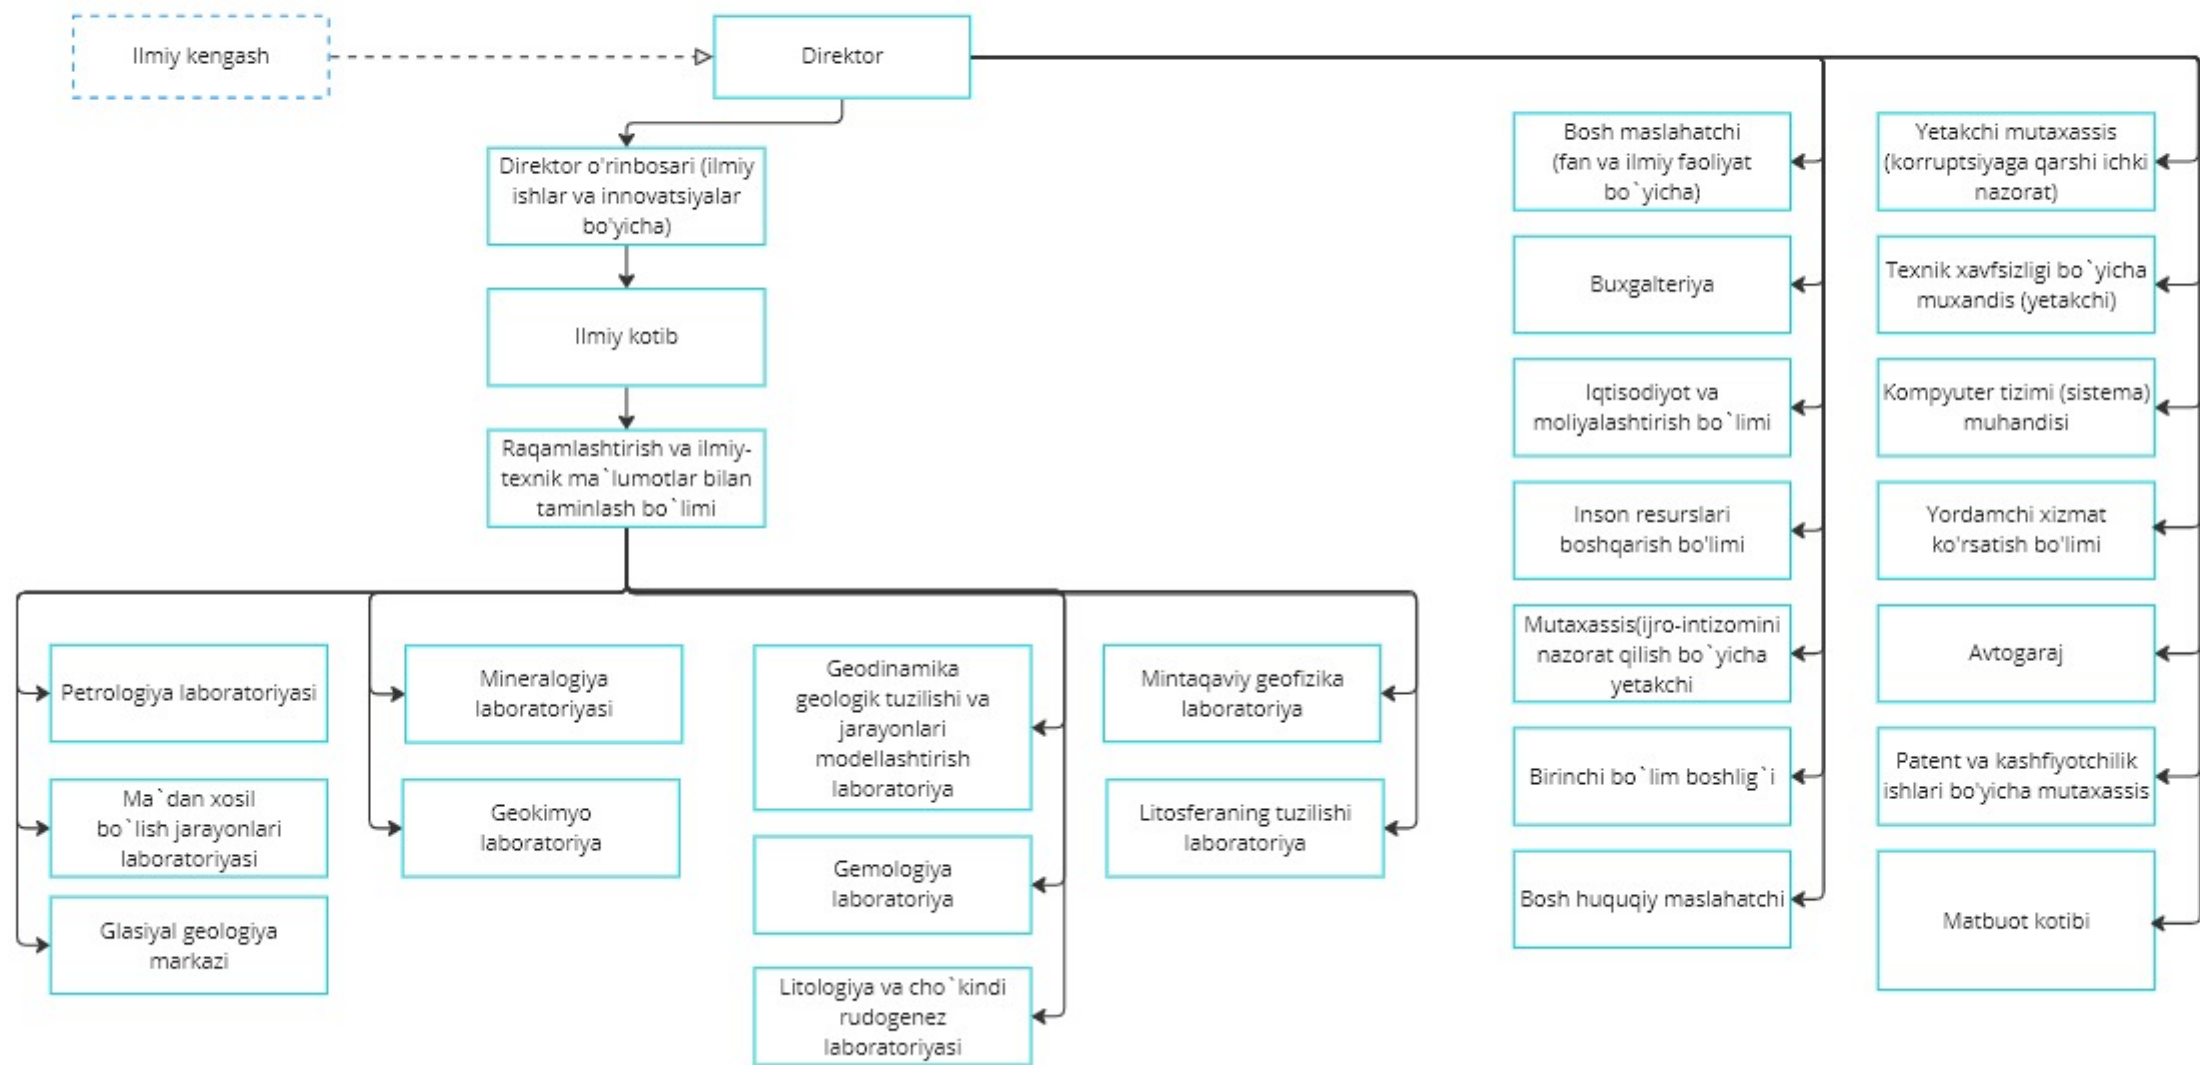 Ilmiy kengash
Direktor
Direktor o'rinbosari (ilmiy
ishlar va innovatsiyalar
bo'yicha)
Ilmiy kotib
Raqamlashtirish va ilmiy-
texnik ma`lumotlar bilan
taminlash bo`limi
Petrologiya laboratoriyasi
Ma`dan xosil
bo`lish jarayonlari
laboratoriyasi
Glasiyal geologiya
markazi
Mineralogiya
laboratoriyasi
Geokimyo
laboratoriya
Geodinamika
geologik tuzilishi va
jarayonlari
modellashtirish
laboratoriya
Gemologiya
laboratoriya
Litologiya va cho`kindi
rudogenez
laboratoriyasi
Mintaqaviy geofizika
laboratoriya
Litosferaning tuzilishi
laboratoriya
Bosh maslahatchi
(fan va ilmiy faoliyat
bo`yicha)
Buxgalteriya
Iqtisodiyot va
moliyalashtirish bo`limi
Inson resurslari
boshqarish bo'limi
Mutaxassis(ijro-intizomini
nazorat qilish bo`yicha
yetakchi
Birinchi bo`lim boshlig`i
Bosh huquqiy maslahatchi
Yetakchi mutaxassis
(korruptsiyaga qarshi ichki
nazorat)
Texnik xavfsizligi bo`yicha
muxandis (yetakchi)
Kompyuter tizimi (sistema)
muhandisi
Yordamchi xizmat
ko'rsatish bo'limi
Avtogaraj
Patent va kashfiyotchilik
ishlari bo'yicha mutaxassis
Matbuot kotibi